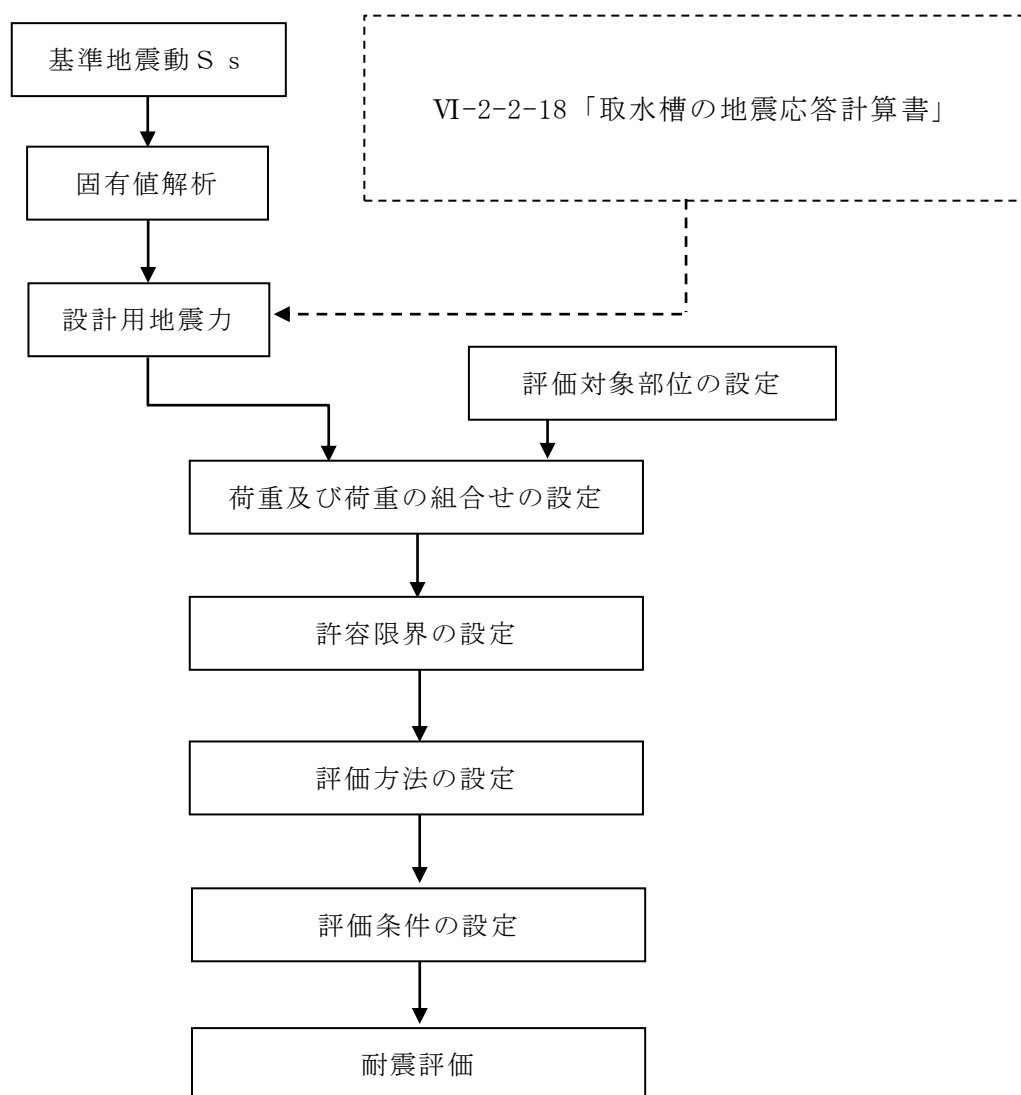 基準地震動Ｓｓ
Ⅵ-2-2-18「取水槽の地震応答計算書」
固有値解析
設計用地震力
評価対象部位の設定
荷重及び荷重の組合せの設定
許容限界の設定
評価方法の設定
評価条件の設定
耐震評価